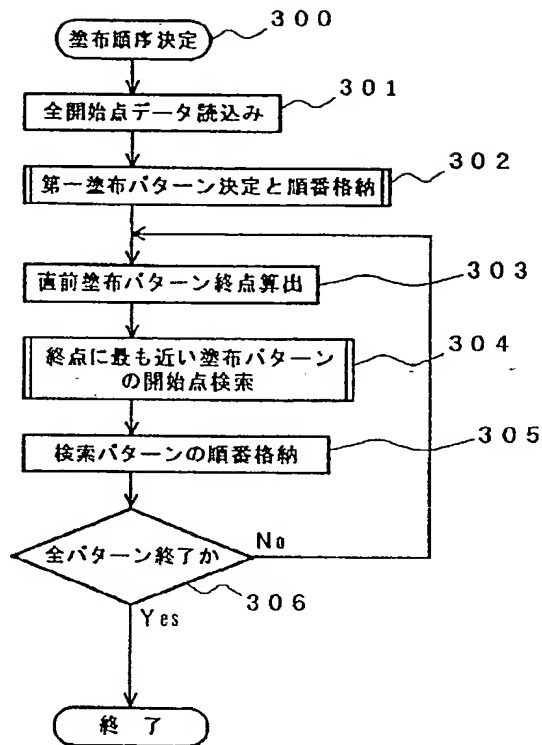 塗布順序決定
300
全開始点データ読込み
301
第一塗布パターン決定と順番格納
302
直前塗布パターン終点算出
303
終点に最も近い塗布パターン
の開始点検索
304
検索パターンの順番格納
305
全パターン終了か
No
306
Yes
終了